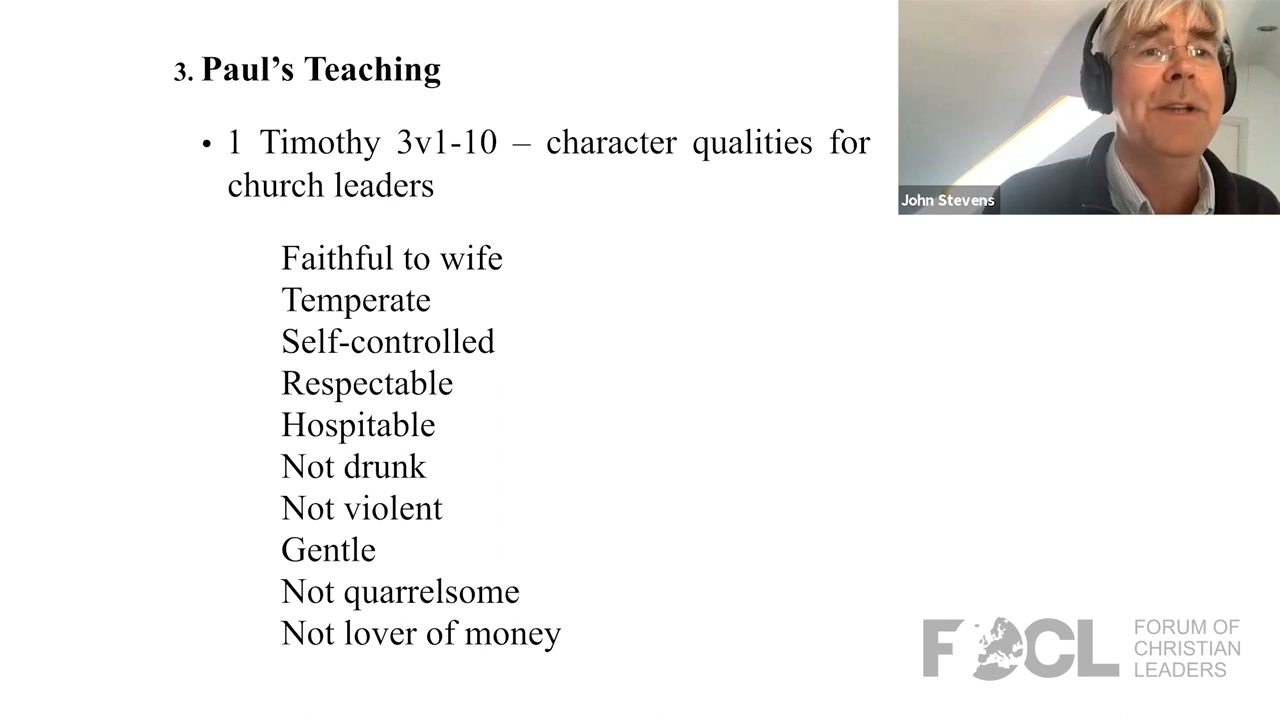 3. Paul’s Teaching
• 1 Timothy 3v1-10 – character qualities for
church leaders
Faithful to wife
Temperate
Self-controlled
Respectable
Hospitable
Not drunk
Not violent
Gentle
Not quarrelsome
Not lover of money
John Stevens
FOCL
FORUM OF
CHRISTIAN
LEADERS